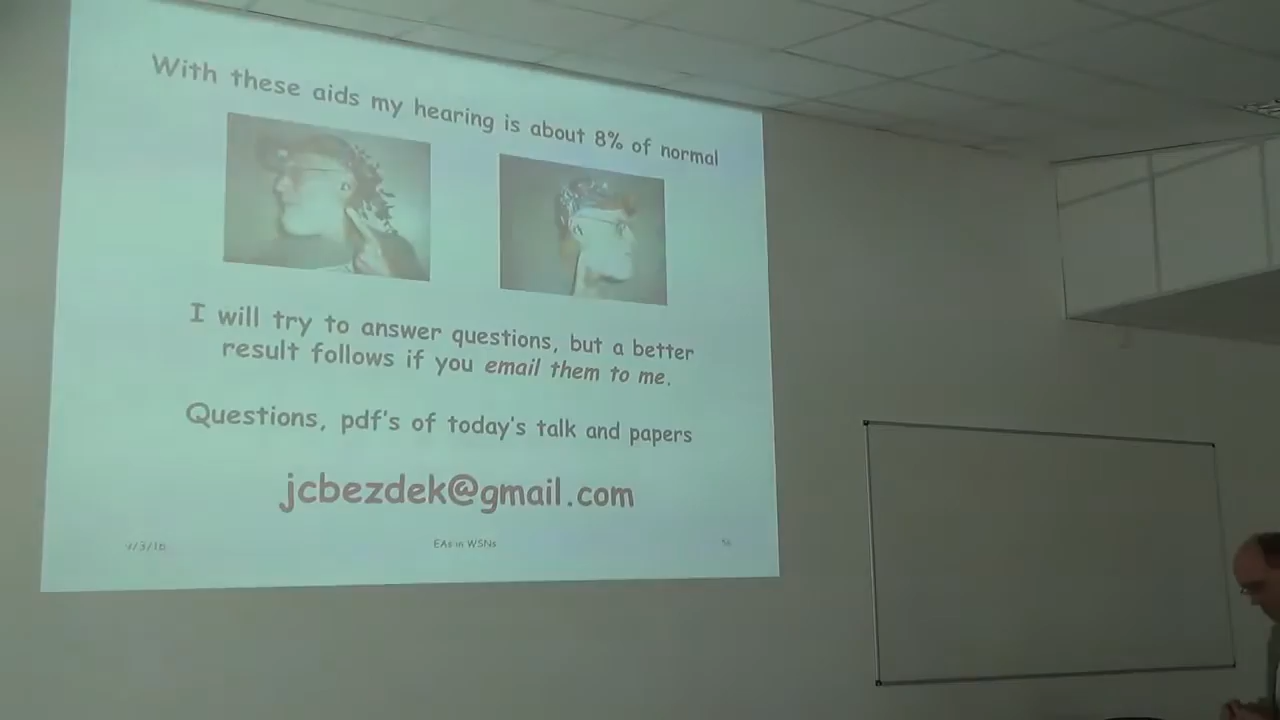 With these aids my hearing is about 8% of normal
I will try to answer questions, but a better
result follows if you email them to me.
Questions, pdf's of today's talk and papers
jcbezdek@gmail.com
EAs in WSNs